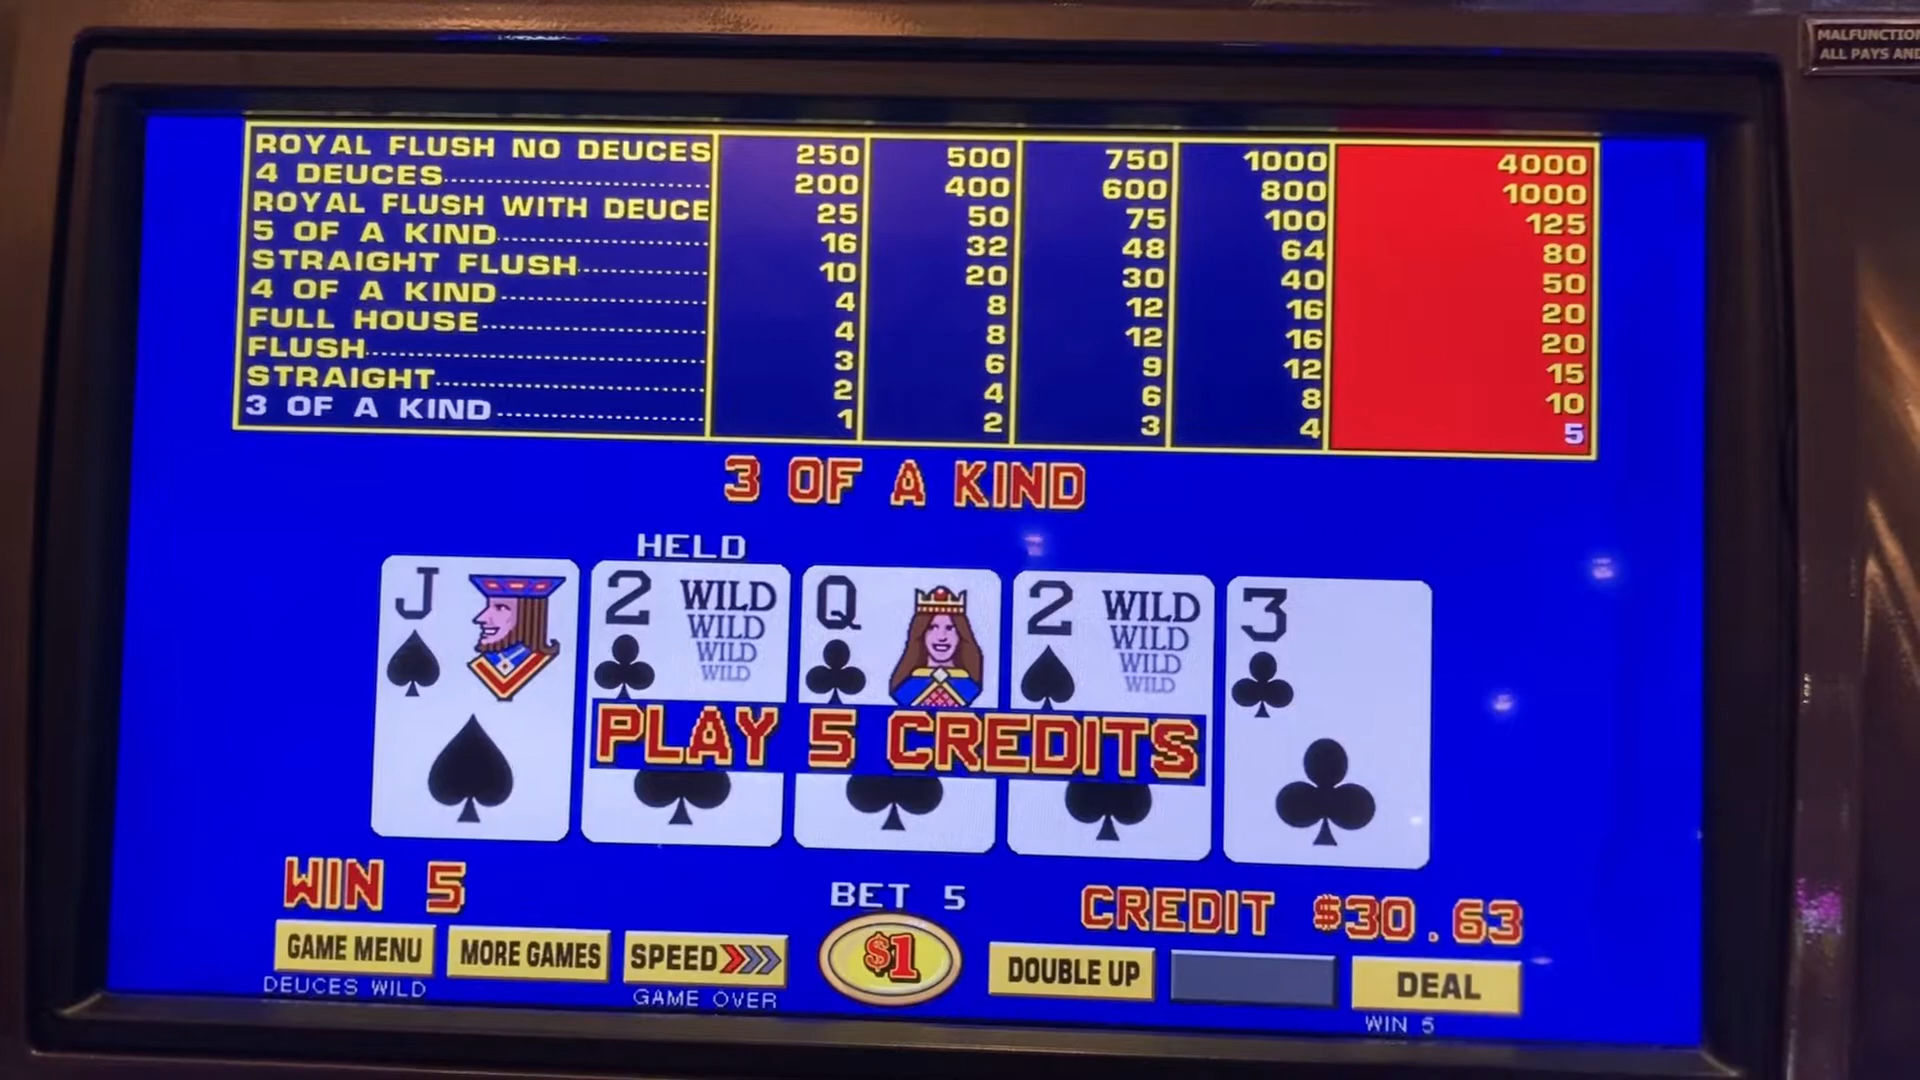 MALFUNCTION
ALL PAYS AND
ROYAL FLUSH NO DEUCES 250 500 750 1000 4000
4 DEUCES 200 400 600 800 1000
ROYAL FLUSH WITH DEUCE 25 50 75 100 125
5 OF A KIND 16 32 48 64 80
STRAIGHT FLUSH 10 20 30 40 50
4 OF A KIND 4 8 12 16 20
FULL HOUSE 4 8 12 16 20
FLUSH 3 6 9 12 15
STRAIGHT 2 4 6 8 10
3 OF A KIND 1 2 3 4 5
3 OF A KIND
HELD
J 2 WILD Q 2 WILD 3
WILD WILD
WILD WILD
WILD WILD
PLAY 5 CREDITS
WIN 5 BET 5 CREDIT $30.63
GAME MENU MORE GAMES SPEED $1 DOUBLE UP DEAL
DEUCES WILD GAME OVER WIN 5